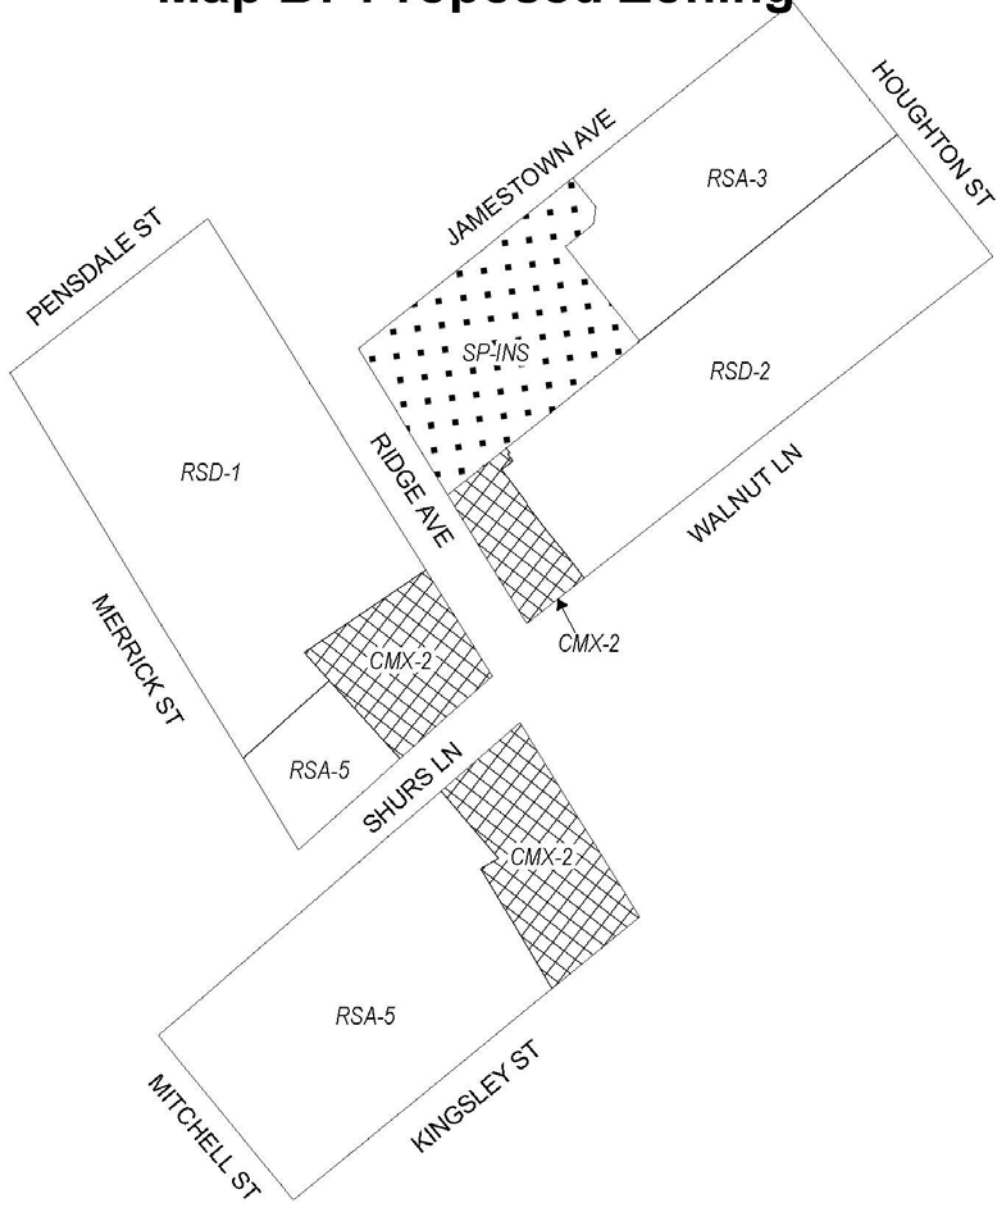 Map B: Proposed Zoning
HOUGHTON ST
JAMESTOWN AVE
RSA-3
PENSDALE ST
SP-INS
RSD-2
RSD-1
RIDGE AVE
WALNUT LN
MERRICK ST
CMX-2
CMX-2
RSA-5
SHURS LN
CMX-2
RSA-5
MITCHELL ST
KINGSLEY ST